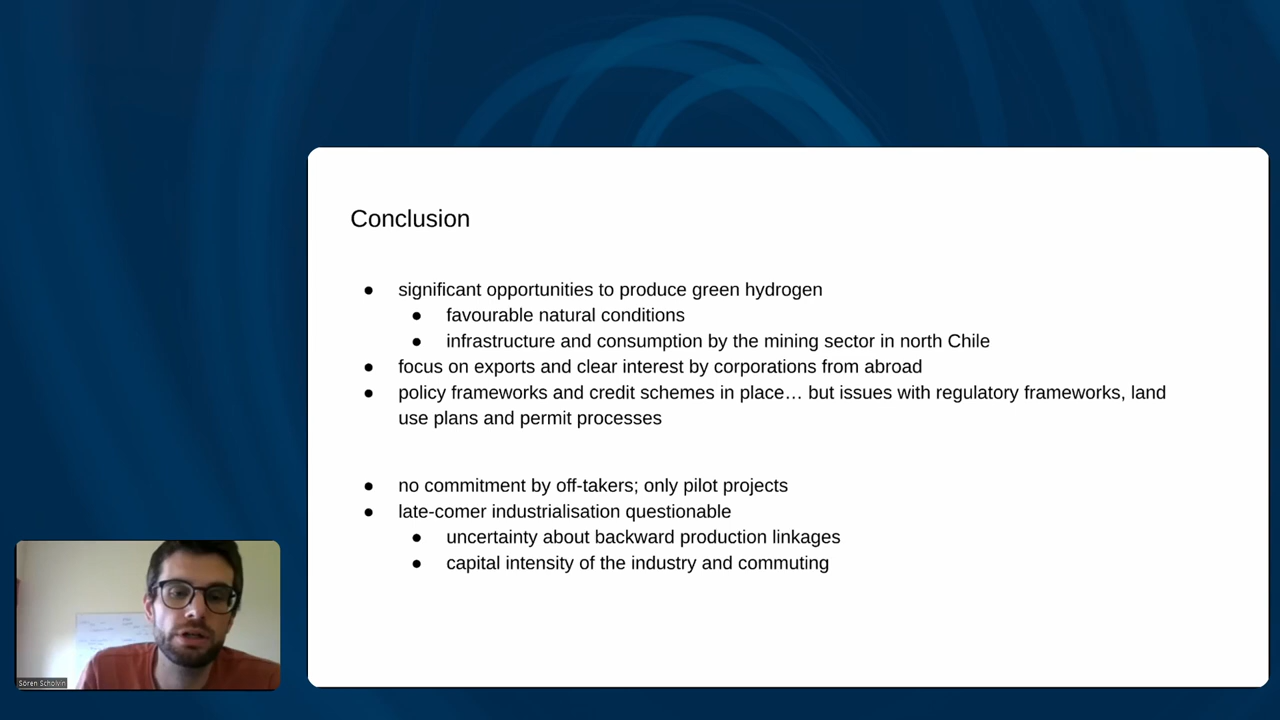 Conclusion
● significant opportunities to produce green hydrogen
● favourable natural conditions
● infrastructure and consumption by the mining sector in north Chile
● focus on exports and clear interest by corporations from abroad
● policy frameworks and credit schemes in place… but issues with regulatory frameworks, land
use plans and permit processes
● no commitment by off-takers; only pilot projects
● late-comer industrialisation questionable
● uncertainty about backward production linkages
● capital intensity of the industry and commuting
Sören Scholvin